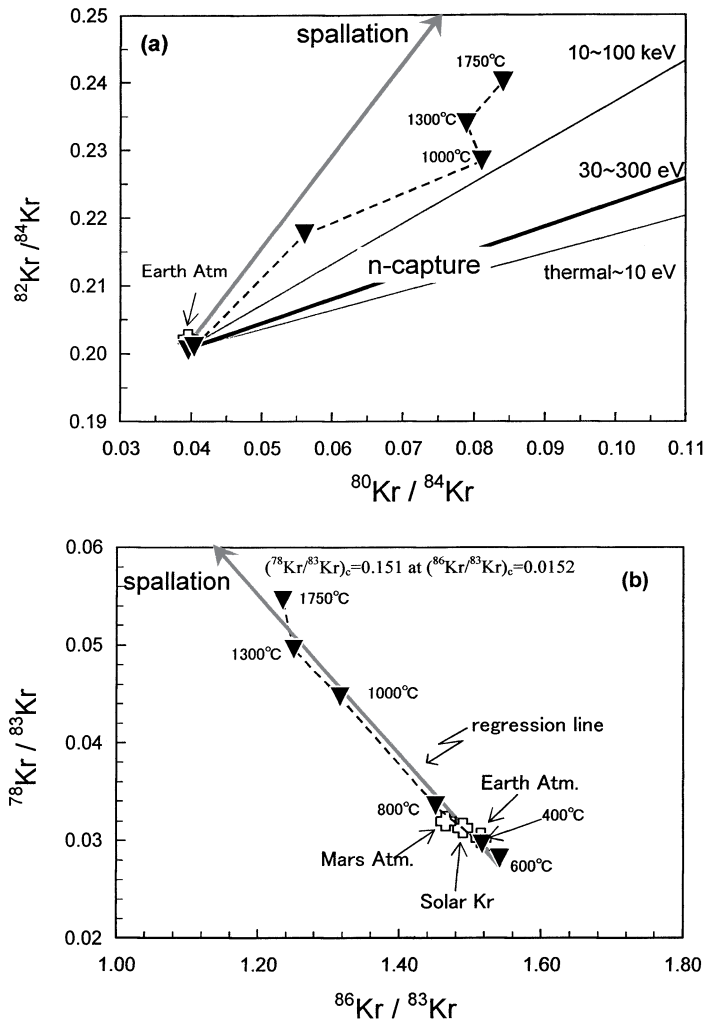 (a)
spallation
1750℃
10~100 keV
1300℃
1000℃
30~300 eV
n-capture
Earth Atm
thermal~10 eV
0.25
0.24
0.23
0.22
0.21
0.20
0.19
⁸²Kr /⁸⁴Kr
0.03 0.04 0.05 0.06 0.07 0.08 0.09 0.10 0.11
⁸⁰Kr / ⁸⁴Kr
(⁷⁸Kr/⁸³Kr)c=0.151 at (⁸⁶Kr/⁸³Kr)c=0.0152
(b)
spallation
1750℃
1300℃
1000℃
regression line
Earth Atm.
800℃
400℃
Mars Atm.
600℃
Solar Kr
0.06
0.05
0.04
0.03
0.02
⁷⁸Kr / ⁸³Kr
1.00 1.20 1.40 1.60 1.80
⁸⁶Kr / ⁸³Kr